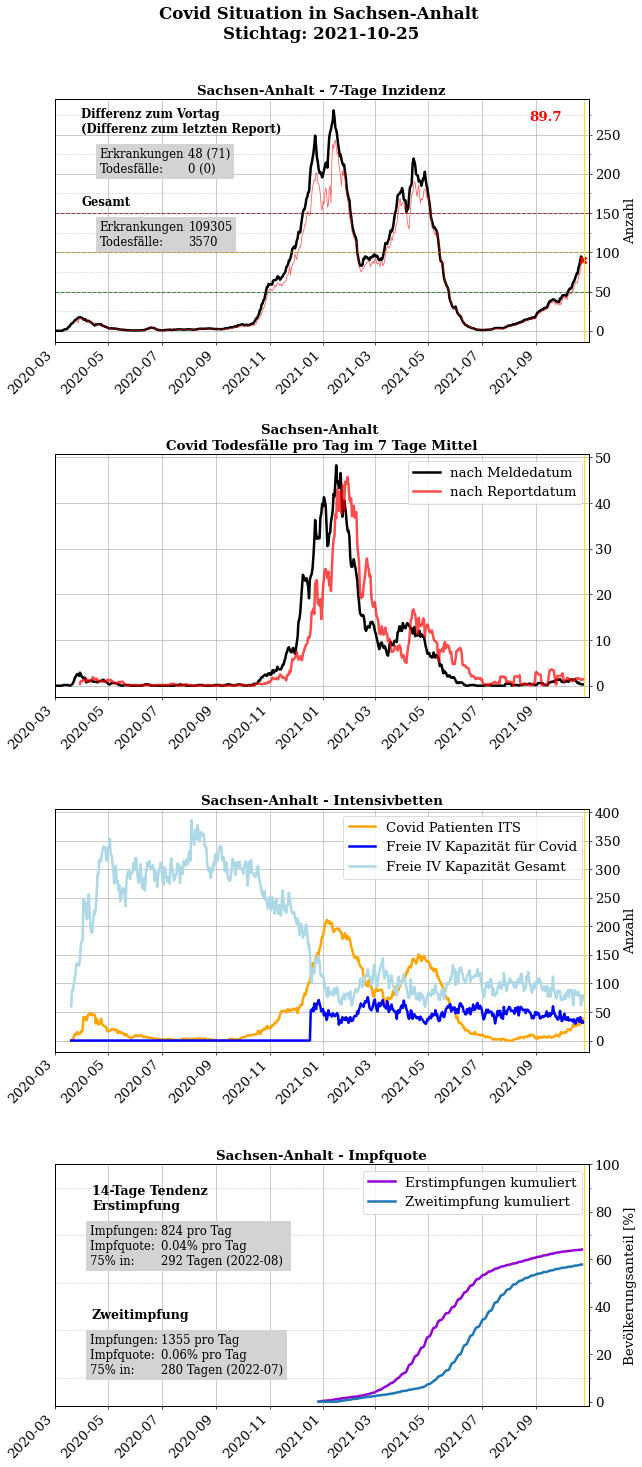 Covid Situation in Sachsen-Anhalt
Stichtag: 2021-10-25
Sachsen-Anhalt - 7-Tage Inzidenz
Differenz zum Vortag
(Differenz zum letzten Report)
Erkrankungen 48 (71)
Todesfälle: 0 (0)
Gesamt
Erkrankungen 109305
Todesfälle: 3570
89.7
250
200
150
100
50
0
Anzahl
2020-03
2020-05
2020-07
2020-09
2020-11
2021-01
2021-03
2021-05
2021-07
2021-09
Sachsen-Anhalt
Covid Todesfälle pro Tag im 7 Tage Mittel
nach Meldedatum
nach Reportdatum
50
40
30
20
10
0
2020-03
2020-05
2020-07
2020-09
2020-11
2021-01
2021-03
2021-05
2021-07
2021-09
Sachsen-Anhalt - Intensivbetten
Covid Patienten ITS
Freie IV Kapazität für Covid
Freie IV Kapazität Gesamt
400
350
300
250
200
150
100
50
0
Anzahl
2020-03
2020-05
2020-07
2020-09
2020-11
2021-01
2021-03
2021-05
2021-07
2021-09
Sachsen-Anhalt - Impfquote
14-Tage Tendenz
Erstimpfung
Impfungen: 824 pro Tag
Impfquote: 0.04% pro Tag
75% in: 292 Tagen (2022-08)
Zweitimpfung
Impfungen: 1355 pro Tag
Impfquote: 0.06% pro Tag
75% in: 280 Tagen (2022-07)
Erstimpfungen kumuliert
Zweitimpfung kumuliert
100
80
60
40
20
0
Bevölkerungsanteil [%]
2020-03
2020-05
2020-07
2020-09
2020-11
2021-01
2021-03
2021-05
2021-07
2021-09